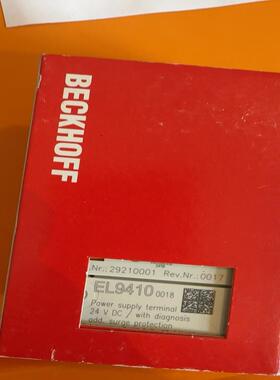 BECKHOFF
Nr.: 29210001 Rev.Nr.: 0017
EL9410 0018
Power supply terminal
24 V DC / with diagnosis
add. surge protection